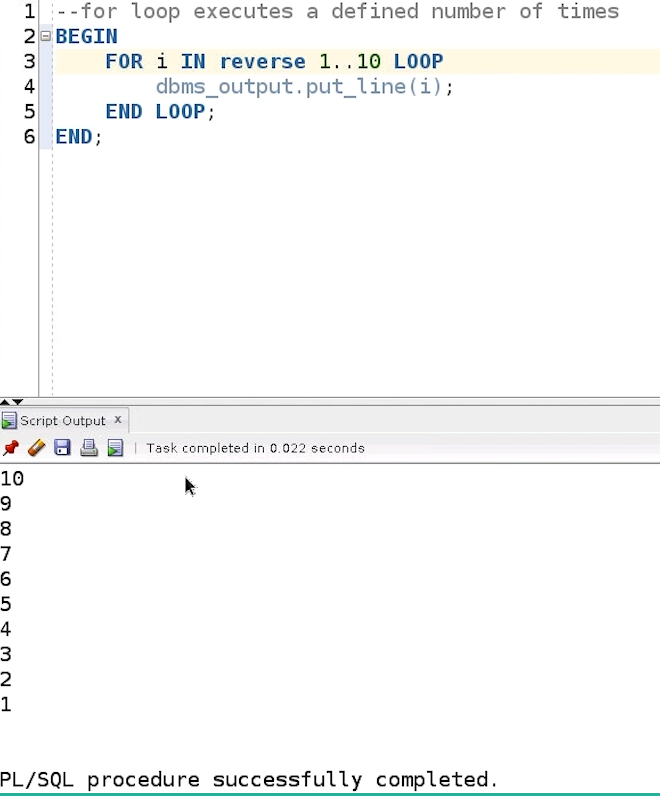 1 --for loop executes a defined number of times
2 BEGIN
3     FOR i IN reverse 1..10 LOOP
4         dbms_output.put_line(i);
5     END LOOP;
6 END;
Script Output x
Task completed in 0.022 seconds
10
9
8
7
6
5
4
3
2
1
PL/SQL procedure successfully completed.